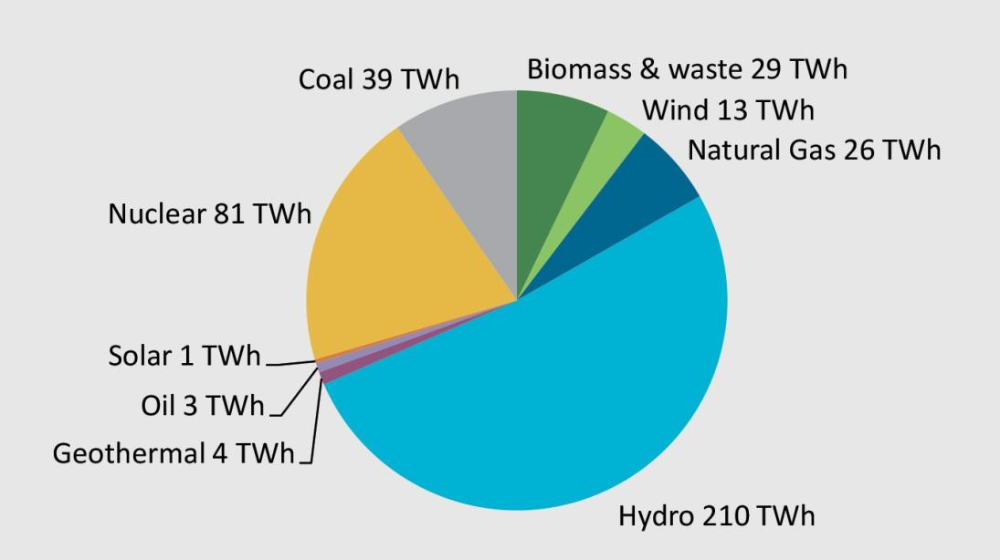 Coal 39 TWh
Biomass & waste 29 TWh
Wind 13 TWh
Natural Gas 26 TWh
Nuclear 81 TWh
Solar 1 TWh
Oil 3 TWh
Geothermal 4 TWh
Hydro 210 TWh